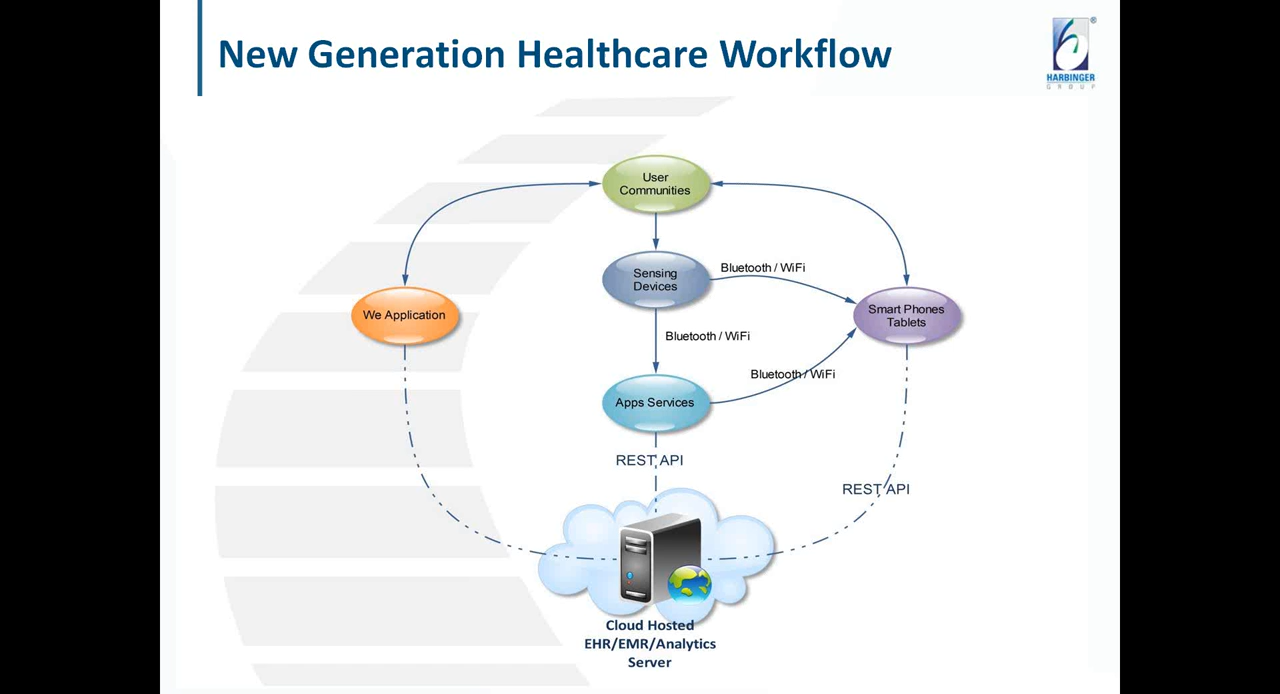 New Generation Healthcare Workflow
®
HARBINGER
GROUP
User
Communities
Sensing
Devices
Bluetooth / WiFi
We Application
Smart Phones
Tablets
Bluetooth / WiFi
Bluetooth / WiFi
Apps Services
REST API
REST API
Cloud Hosted
EHR/EMR/Analytics
Server